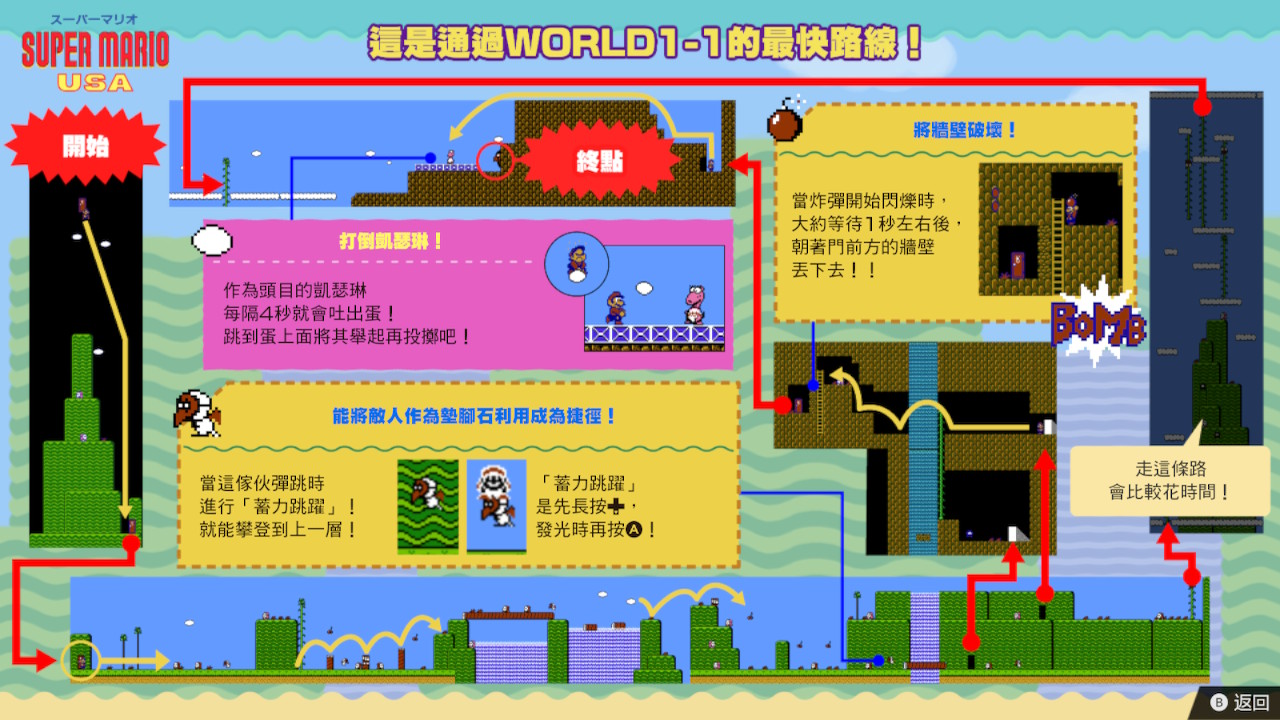 スーパーマリオ
SUPER MARIO
USA
這是通過WORLD1-1的最快路線！
開始
終點
將牆壁破壞！
當炸彈開始閃爍時，
大約等待1秒左右後，
朝著門前方的牆壁
丟下去！！
打倒凱瑟琳！
作為頭目的凱瑟琳
每隔4秒就會吐出蛋！
跳到蛋上面將其舉起再投擲吧！
BOMB
能將敵人作為墊腳石利用成為捷徑！
當這傢伙彈跳時
進行「蓄力跳躍」！
就能攀登到上一層！
「蓄力跳躍」
是先長按✚，
發光時再按Ⓐ！
走這條路
會比較花時間！
Ⓑ 返回